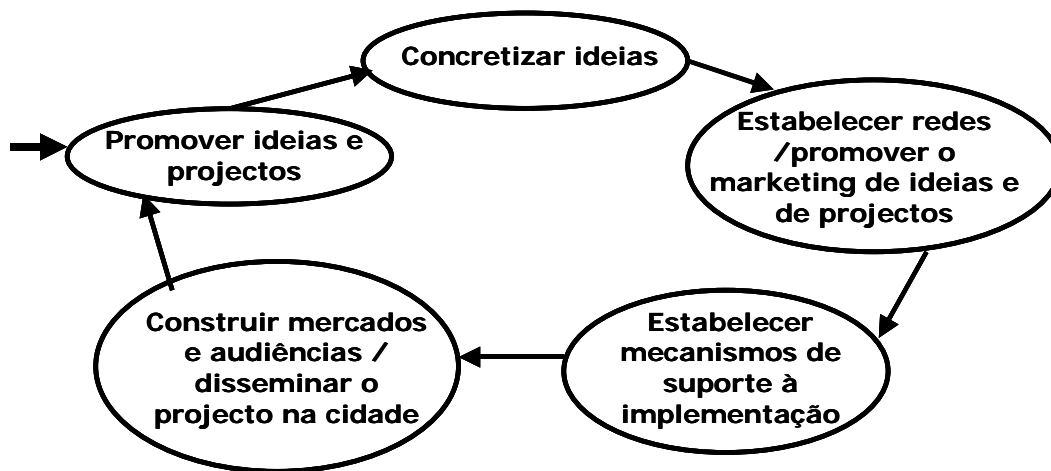 Concretizar ideias
Promover ideias e
projectos
Estabelecer redes
/promover o
marketing de ideias e
de projectos
Estabelecer
mecanismos de
suporte à
implementação
Construir mercados
e audiências /
disseminar o
projecto na cidade